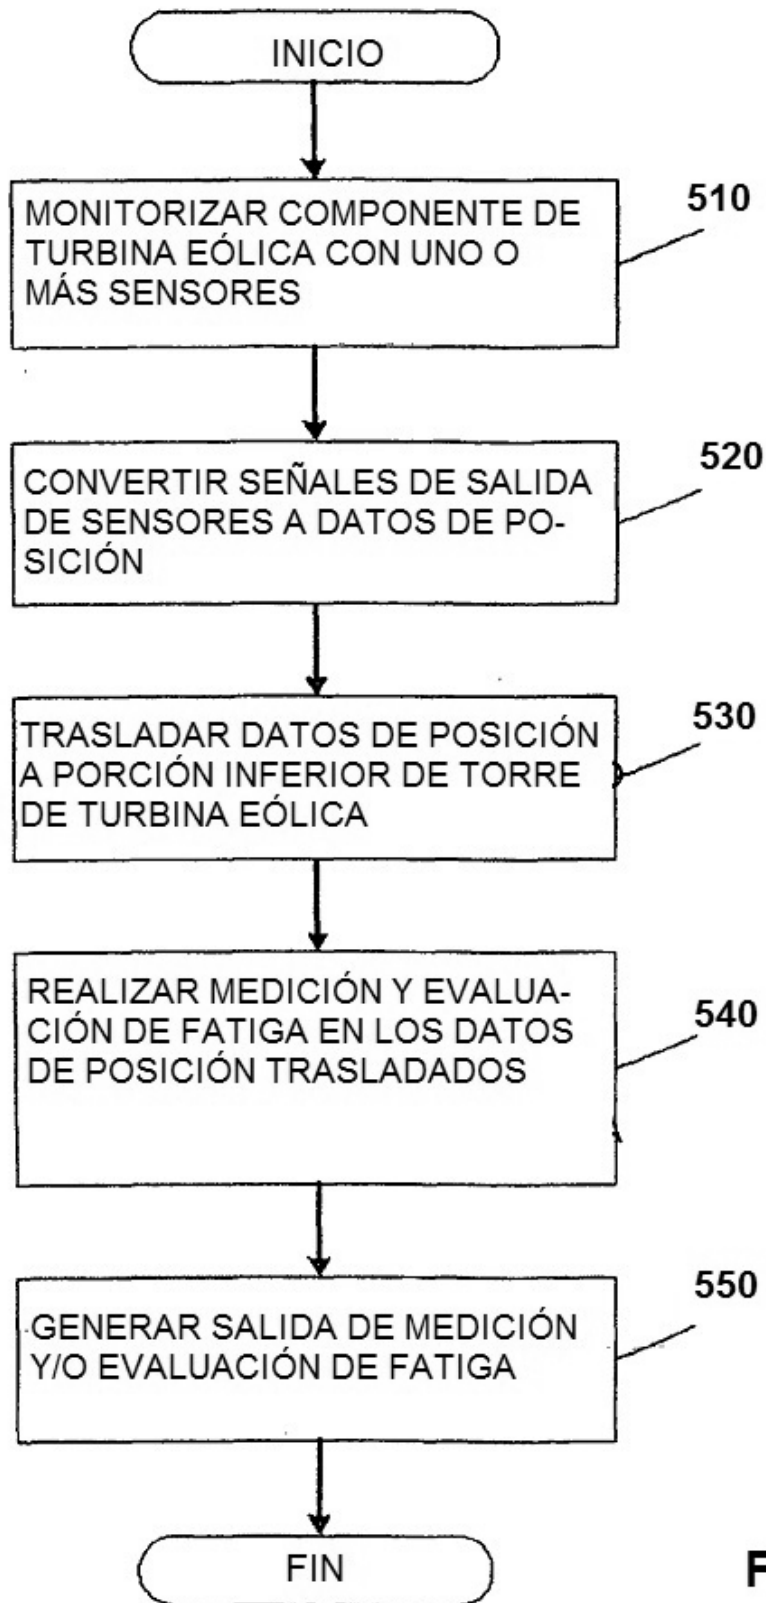 INICIO
MONITORIZAR COMPONENTE DE
TURBINA EÓLICA CON UNO O
MÁS SENSORES
510
CONVERTIR SEÑALES DE SALIDA
DE SENSORES A DATOS DE PO-
SICIÓN
520
TRASLADAR DATOS DE POSICIÓN
A PORCIÓN INFERIOR DE TORRE
DE TURBINA EÓLICA
530
REALIZAR MEDICIÓN Y EVALUA-
CIÓN DE FATIGA EN LOS DATOS
DE POSICIÓN TRASLADADOS
540
GENERAR SALIDA DE MEDICIÓN
Y/O EVALUACIÓN DE FATIGA
550
FIN